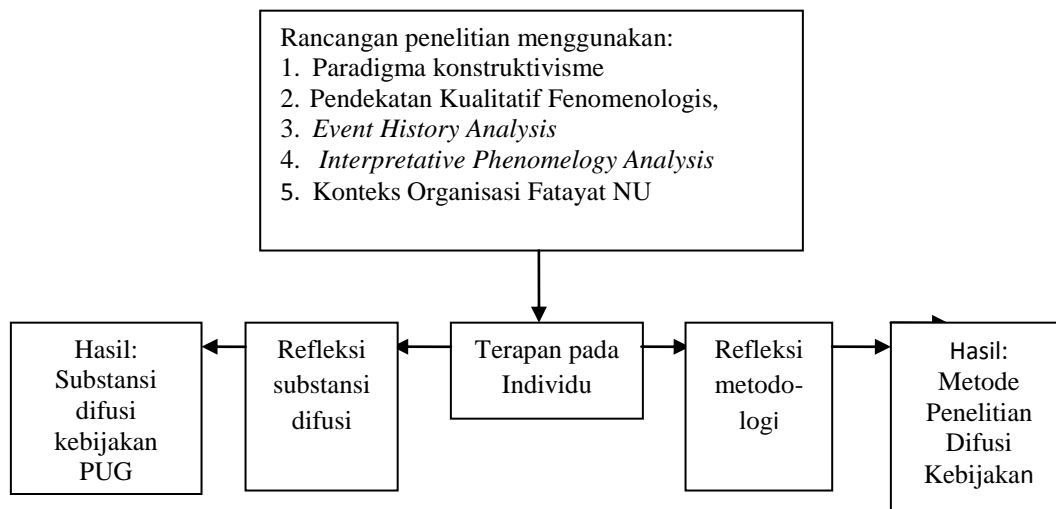 Rancangan penelitian menggunakan:
1. Paradigma konstruktivisme
2. Pendekatan Kualitatif Fenomenologis,
3. Event History Analysis
4. Interpretative Phenomelogy Analysis
5. Konteks Organisasi Fatayat NU
Hasil:
Substansi
difusi
kebijakan
PUG
Refleksi
substansi
difusi
Terapan pada
Individu
Refleksi
metodo-
logi
Hasil:
Metode
Penelitian
Difusi
Kebijakan